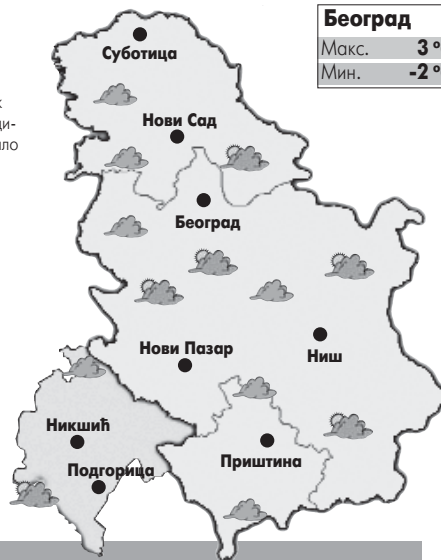 Београд
Макс. 3 °
Мин. -2 °
Суботица
Нови Сад
Београд
Нови Пазар
Ниш
Никшић
Приштина
Подгорица